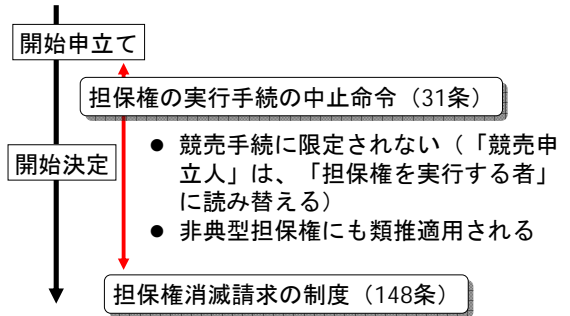 開始申立て
担保権の実行手続の中止命令（31条）
● 競売手続に限定されない（「競売申
立人」は、「担保権を実行する者」
に読み替える）
開始決定
● 非典型担保権にも類推適用される
担保権消滅請求の制度（148条）